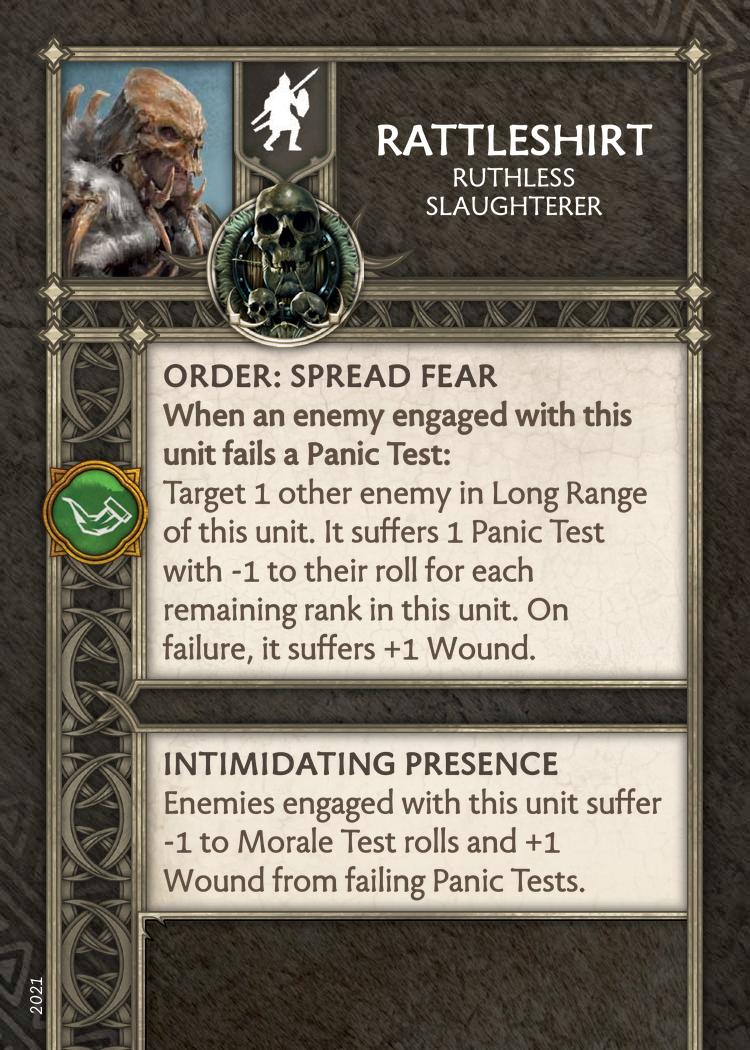 RATTLESHIRT
RUTHLESS
SLAUGHTERER
ORDER: SPREAD FEAR
When an enemy engaged with this
unit fails a Panic Test:
Target 1 other enemy in Long Range
of this unit. It suffers 1 Panic Test
with -1 to their roll for each
remaining rank in this unit. On
failure, it suffers +1 Wound.
INTIMIDATING PRESENCE
Enemies engaged with this unit suffer
-1 to Morale Test rolls and +1
Wound from failing Panic Tests.
2021